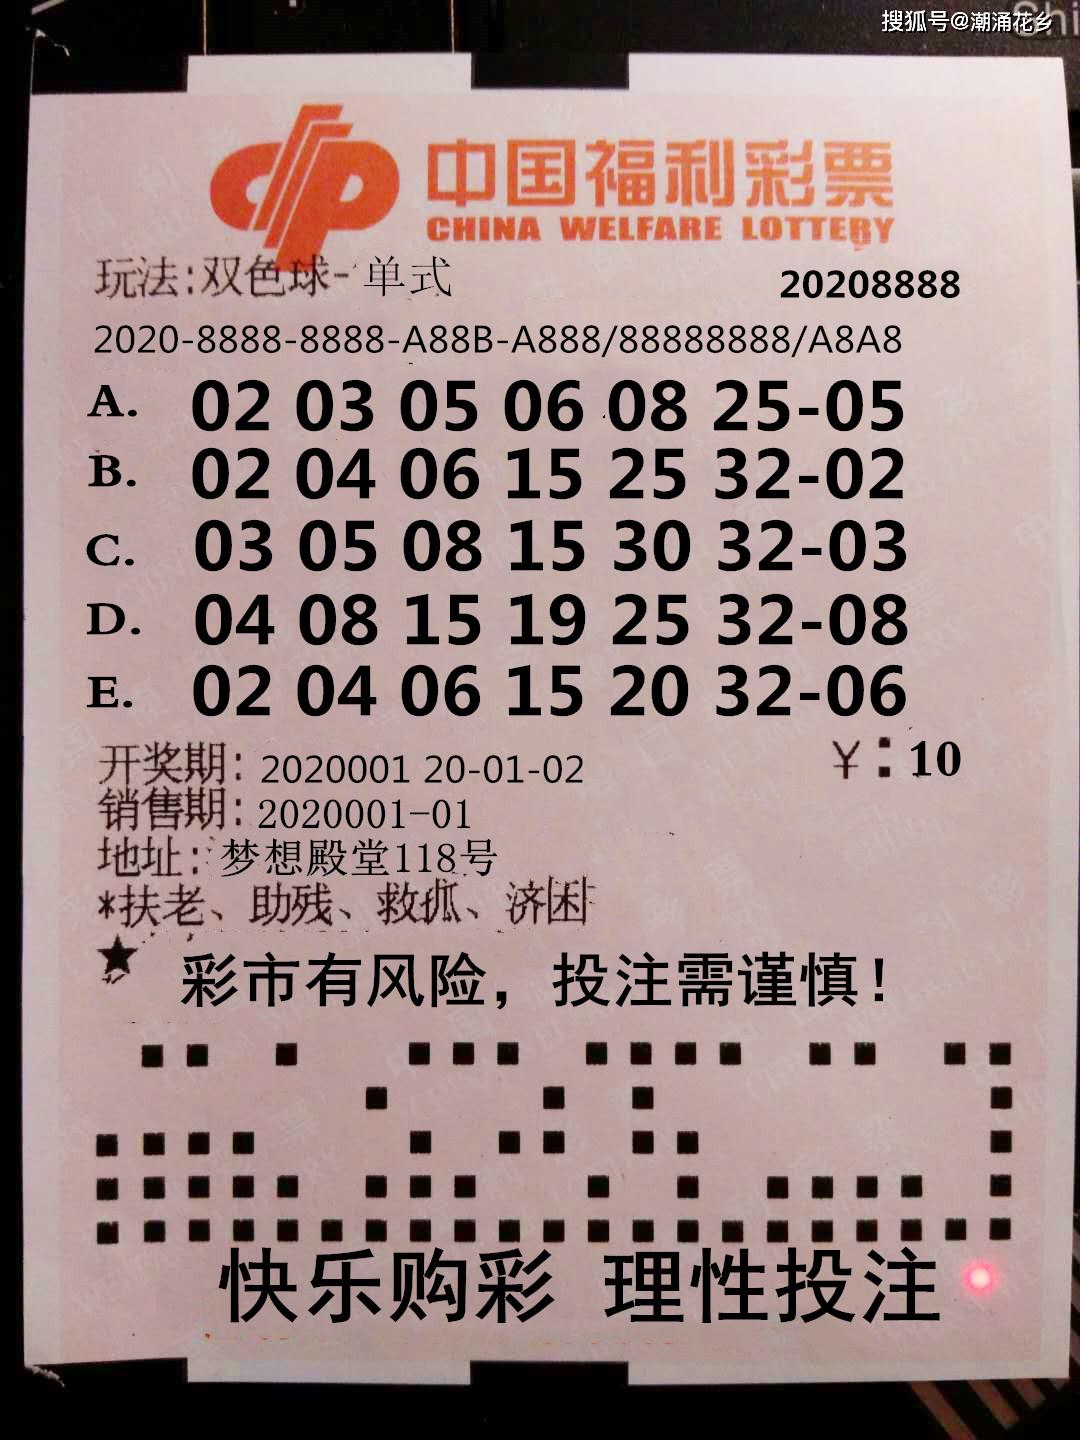 搜狐号@潮涌花乡
中国福利彩票
CHINA WELFARE LOTTERY
玩法:双色球-单式 20208888
2020-8888-8888-A88B-A888/88888888/A8A8
A. 02 03 05 06 08 25-05
B. 02 04 06 15 25 32-02
C. 03 05 08 15 30 32-03
D. 04 08 15 19 25 32-08
E. 02 04 06 15 20 32-06
开奖期: 2020001 20-01-02 ¥:10
销售期: 2020001-01
地址: 梦想殿堂118号
*扶老、助残、救孤、济困
★ 彩市有风险，投注需谨慎！
快乐购彩 理性投注